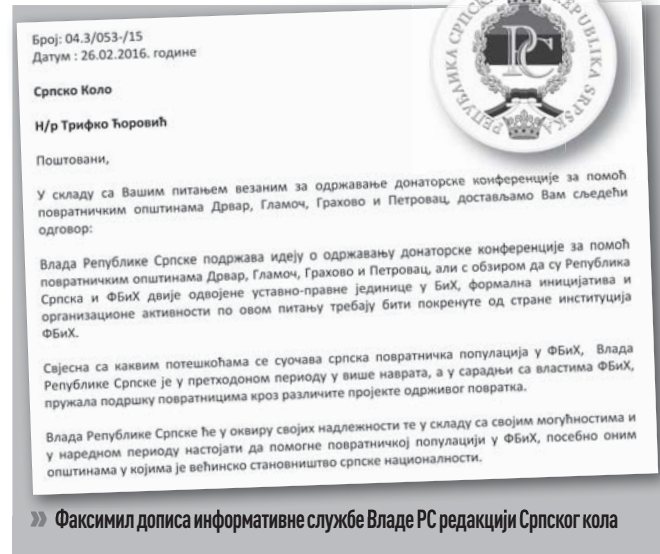 Број: 04.3/053-/15
Датум : 26.02.2016. године
Српско Коло
Н/р Трифко Ћоровић
Поштовани,
У складу са Вашим питањем везаним за одржавање донаторске конференције за помоћ
повратничким општинама Дрвар, Гламоч, Грахово и Петровац, достављамо Вам сљедећи
одговор:
Влада Републике Српске подржава идеју о одржавању донаторске конференције за помоћ
повратничким општинама Дрвар, Гламоч, Грахово и Петровац, али с обзиром да су Република
Српска и ФБиХ двије одвојене уставно-правне јединице у БиХ, формална иницијатива и
организационе активности по овом питању требају бити покренуте од стране институција
ФБиХ.
Свјесна са каквим потешкоћама се суочава српска повратничка популација у ФБиХ, Влада
Републике Српске је у претходоном периоду у више наврата, а у сарадњи са властима ФБиХ,
пружала подршку повратницима кроз различите пројекте одрживог повратка.
Влада Републике Српске ће у оквиру својих надлежности те у складу са својим могућностима и
у наредном периоду настојати да помогне повратничкој популацији у ФБиХ, посебно оним
општинама у којима је већинско становништво српске националности.
РЕПУБЛИКА СРПСКА
REPUBLIKA SRPSKA
РС
» Факсимил дописа информативне службе Владе РС редакцији Српског кола